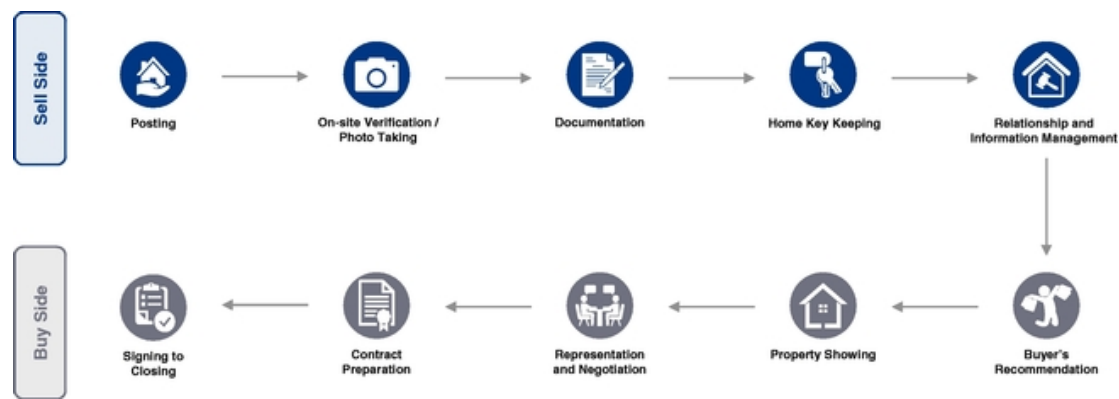 Sell Side
Posting
On-site Verification /
Photo Taking
Documentation
Home Key Keeping
Relationship and
Information Management
Buy Side
Signing to
Closing
Contract
Preparation
Representation
and Negotiation
Property Showing
Buyer's
Recommendation